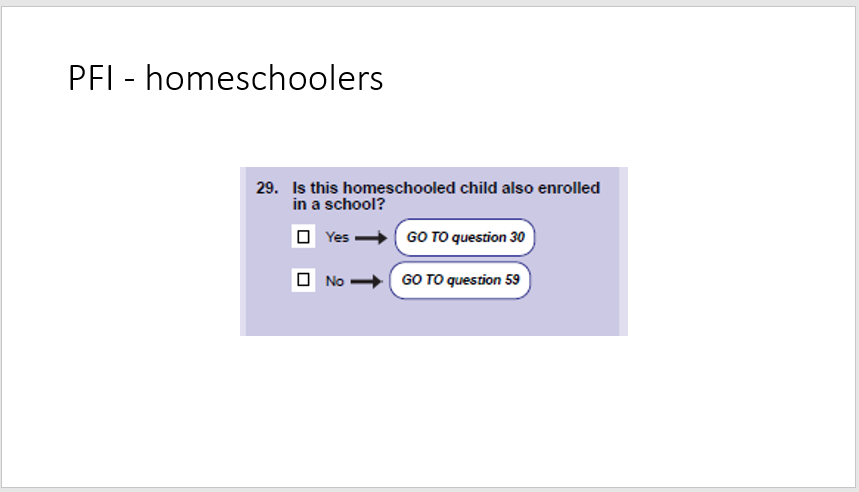 PFI - homeschoolers
29. Is this homeschooled child also enrolled
in a school?
Yes GO TO question 30
No GO TO question 59